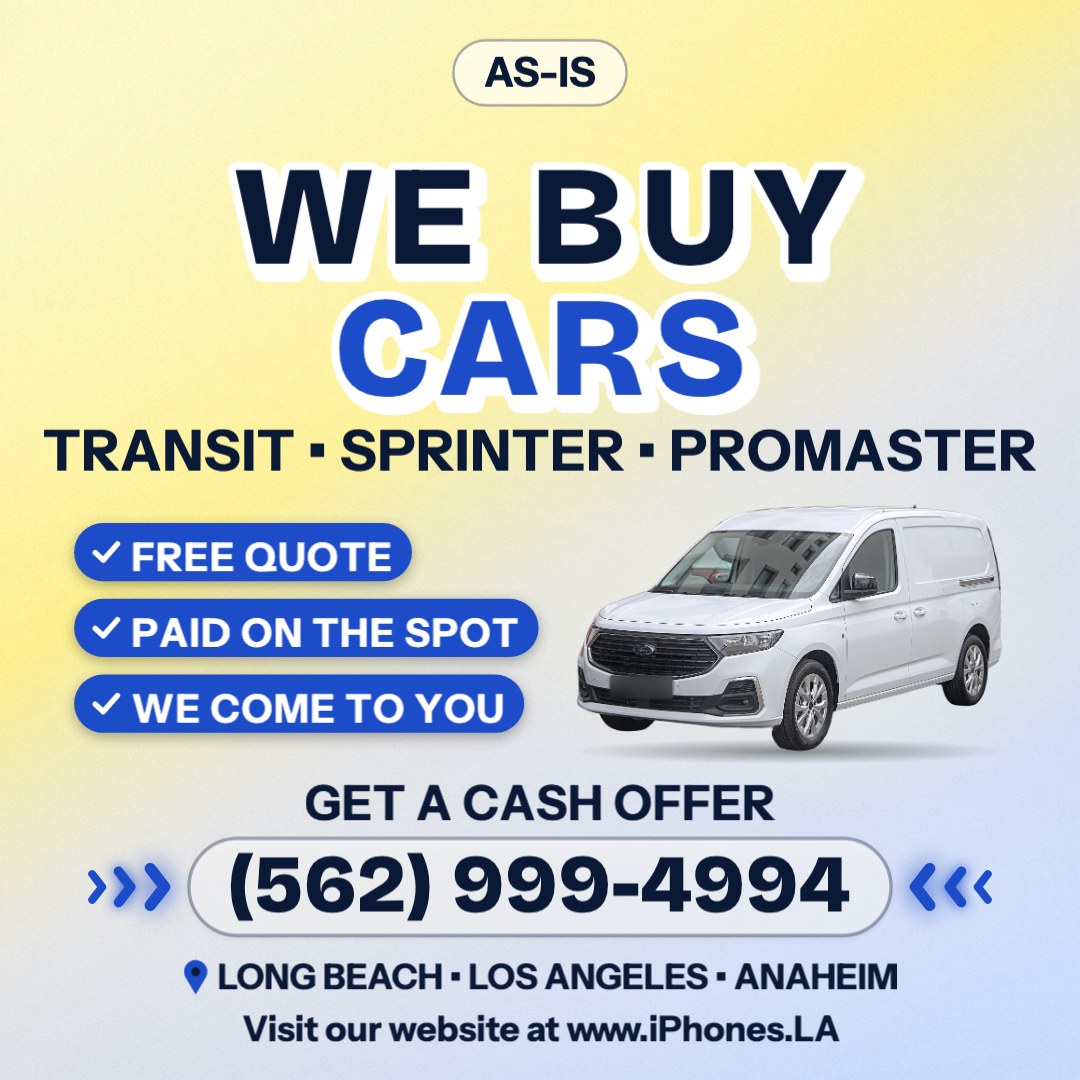 AS-IS
WE BUY
CARS
TRANSIT ▪ SPRINTER ▪ PROMASTER
FREE QUOTE
PAID ON THE SPOT
WE COME TO YOU
GET A CASH OFFER
(562) 999-4994
LONG BEACH ▪ LOS ANGELES ▪ ANAHEIM
Visit our website at www.iPhones.LA